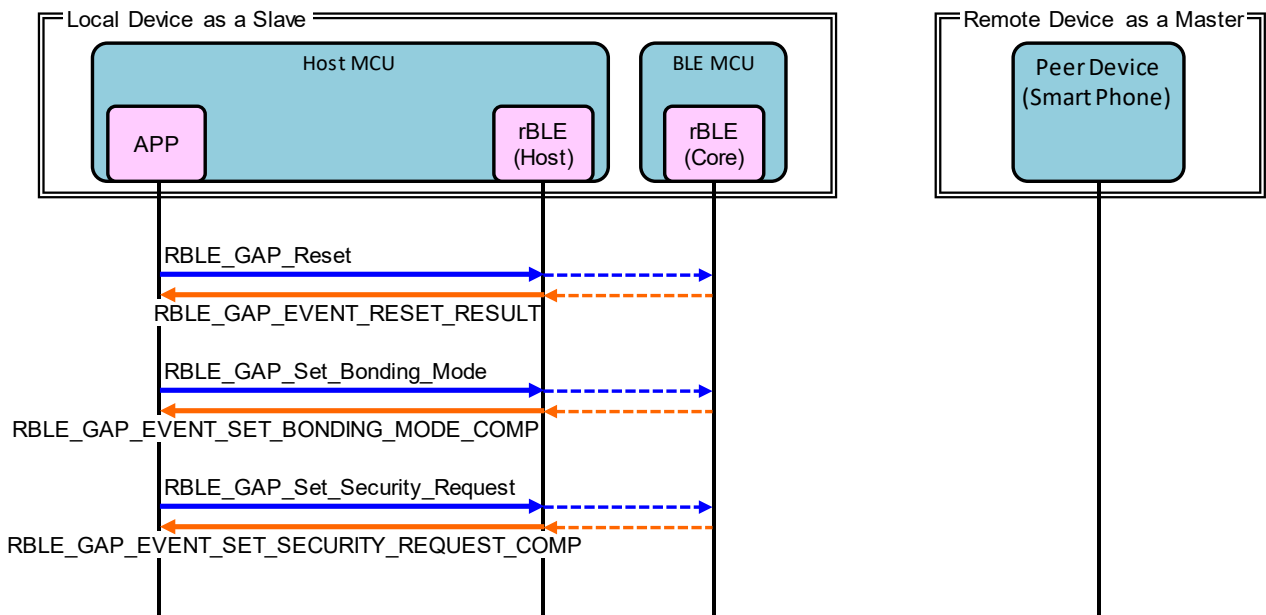 Local Device as a Slave
Remote Device as a Master
Host MCU
BLE MCU
Peer Device
(Smart Phone)
APP
rBLE
(Host)
rBLE
(Core)
RBLE_GAP_Reset
RBLE_GAP_EVENT_RESET_RESULT
RBLE_GAP_Set_Bonding_Mode
RBLE_GAP_EVENT_SET_BONDING_MODE_COMP
RBLE_GAP_Set_Security_Request
RBLE_GAP_EVENT_SET_SECURITY_REQUEST_COMP